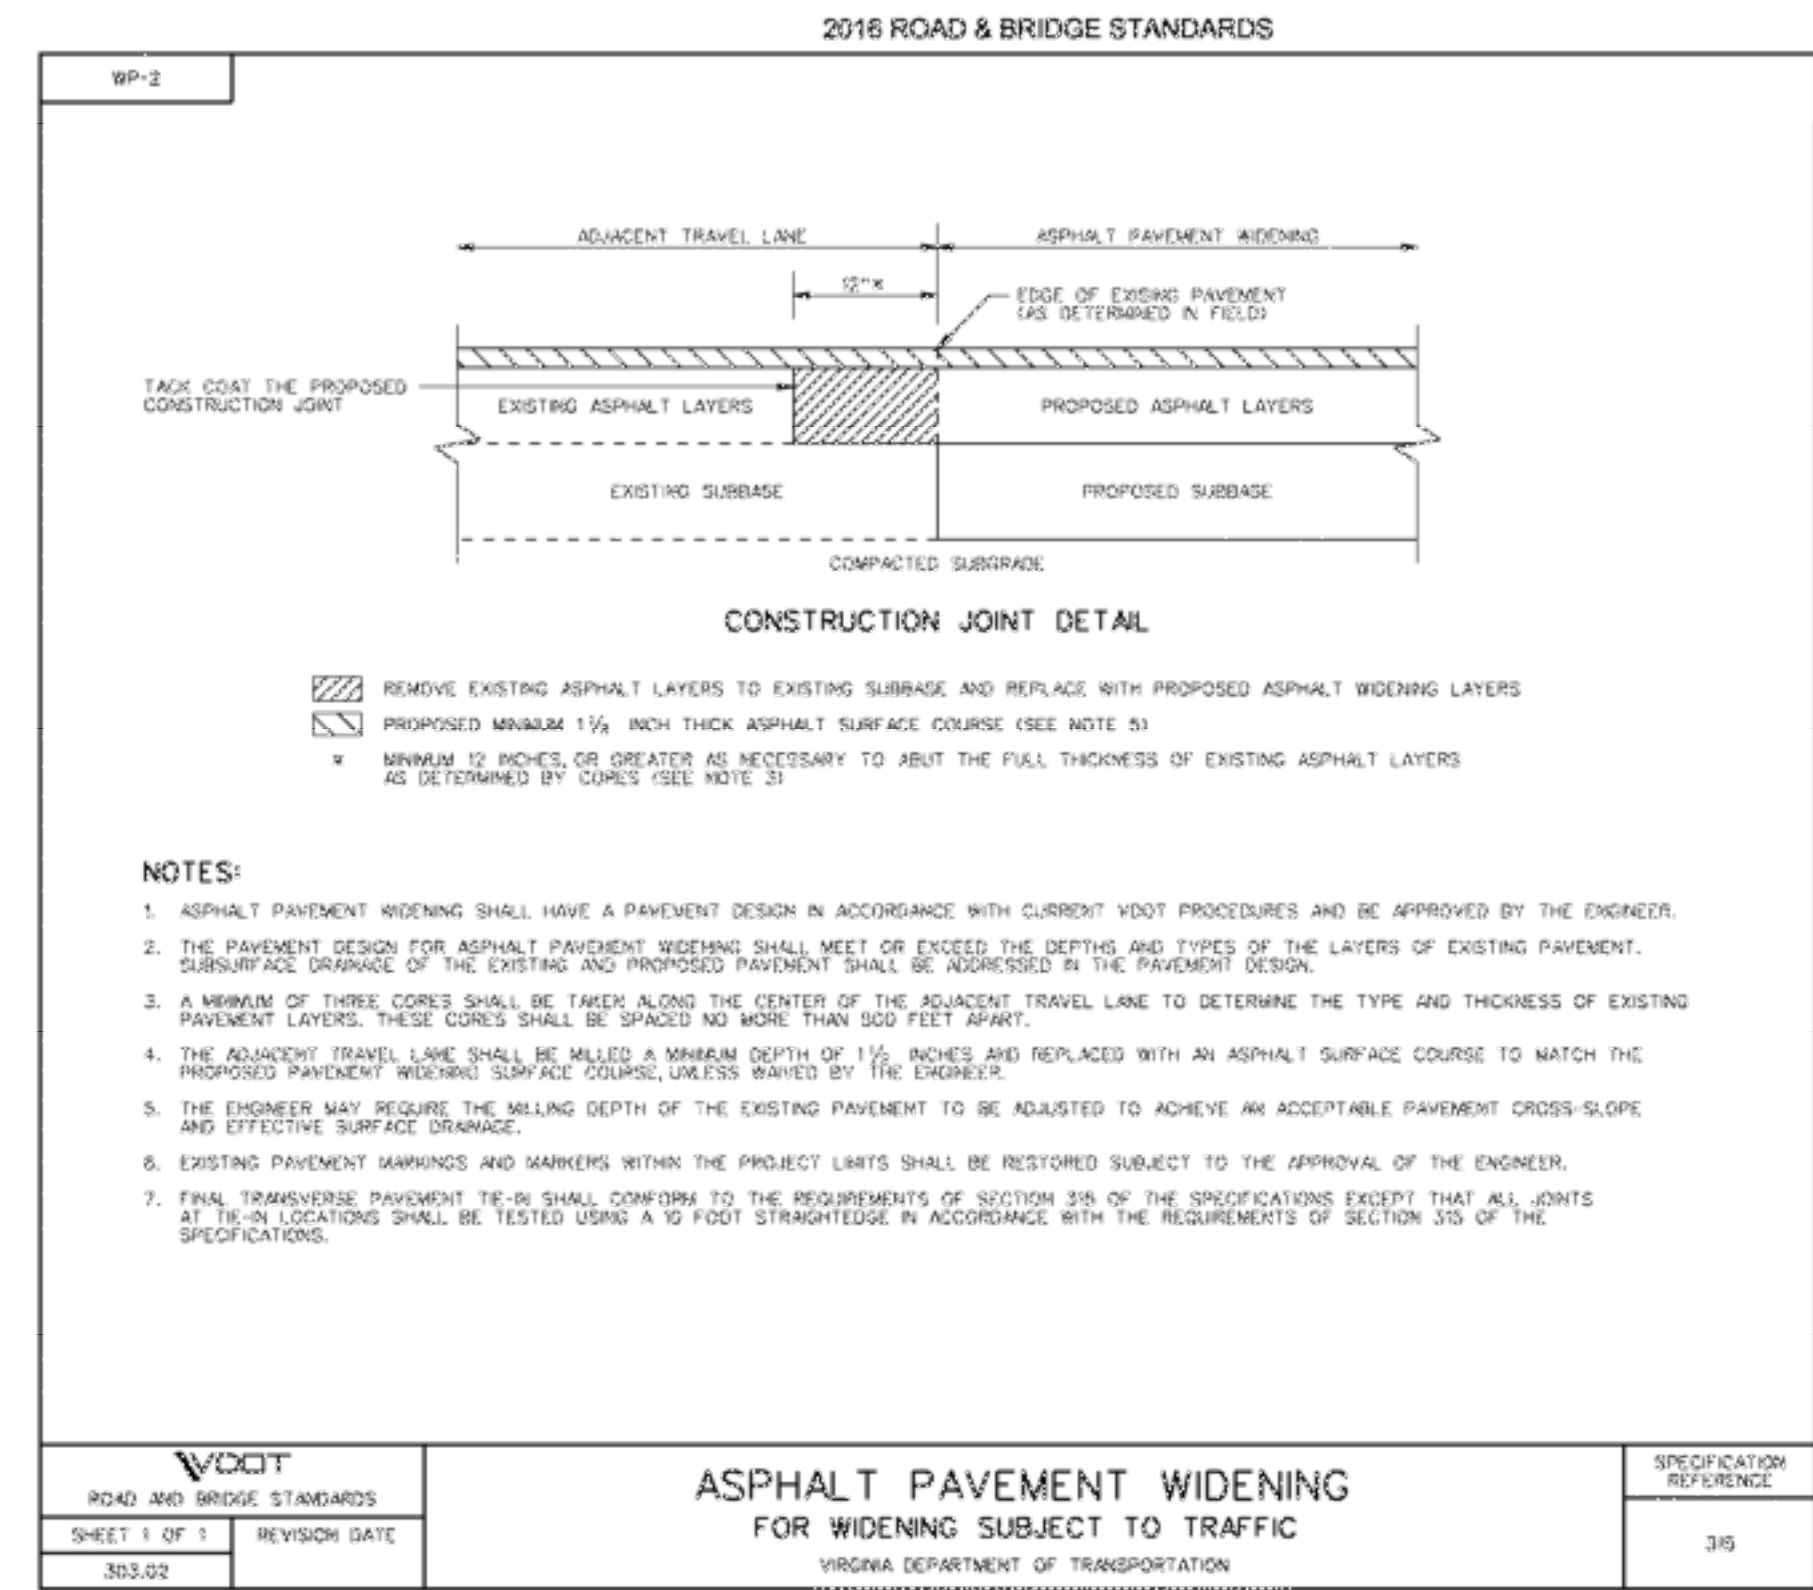 2016 ROAD & BRIDGE STANDARDS
WP-2
ADJACENT TRAVEL LANE
ASPHALT PAVEMENT WIDENING
12"*
EDGE OF EXISING PAVEMENT
(AS DETERMINED IN FIELD)
TACK COAT THE PROPOSED
CONSTRUCTION JOINT
EXISTING ASPHALT LAYERS
PROPOSED ASPHALT LAYERS
EXISTING SUBBASE
PROPOSED SUBBASE
COMPACTED SUBGRADE
CONSTRUCTION JOINT DETAIL
REMOVE EXISTING ASPHALT LAYERS TO EXISTING SUBBASE AND REPLACE WITH PROPOSED ASPHALT WIDENING LAYERS
PROPOSED MINIMUM 1 1/2 INCH THICK ASPHALT SURFACE COURSE (SEE NOTE 5)
* MINIMUM 12 INCHES, OR GREATER AS NECESSARY TO ABUT THE FULL THICKNESS OF EXISTING ASPHALT LAYERS
AS DETERMINED BY CORES (SEE NOTE 3)
NOTES:
1. ASPHALT PAVEMENT WIDENING SHALL HAVE A PAVEMENT DESIGN IN ACCORDANCE WITH CURRENT VDOT PROCEDURES AND BE APPROVED BY THE ENGINEER.
2. THE PAVEMENT DESIGN FOR ASPHALT PAVEMENT WIDENING SHALL MEET OR EXCEED THE DEPTHS AND TYPES OF THE LAYERS OF EXISTING PAVEMENT.
SUBSURFACE DRAINAGE OF THE EXISTING AND PROPOSED PAVEMENT SHALL BE ADDRESSED IN THE PAVEMENT DESIGN.
3. A MINIMUM OF THREE CORES SHALL BE TAKEN ALONG THE CENTER OF THE ADJACENT TRAVEL LANE TO DETERMINE THE TYPE AND THICKNESS OF EXISTING
PAVEMENT LAYERS. THESE CORES SHALL BE SPACED NO MORE THAN FEET APART.
4. THE ADJACENT TRAVEL LANE SHALL BE MILLED A MINIMUM DEPTH OF 1 1/2 INCHES AND REPLACED WITH AN ASPHALT SURFACE COURSE TO MATCH THE
PROPOSED PAVEMENT WIDENING SURFACE COURSE, UNLESS WAIVED BY THE ENGINEER.
5. THE ENGINEER MAY REQUIRE THE MILLING DEPTH OF THE EXISTING PAVEMENT TO BE ADJUSTED TO ACHIEVE AN ACCEPTABLE PAVEMENT CROSS-SLOPE
AND EFFECTIVE SURFACE DRAINAGE.
6. EXISTING PAVEMENT MARKINGS AND MARKERS WITHIN THE PROJECT LIMITS SHALL BE RESTORED SUBJECT TO THE APPROVAL OF THE ENGINEER.
7. FINAL TRANSVERSE PAVEMENT TIE-IN SHALL CONFORM TO THE REQUIREMENTS OF SECTION 315 OF THE SPECIFICATIONS EXCEPT THAT ALL JOINTS
AT TIE-IN LOCATIONS SHALL BE TESTED USING A 10 FOOT STRAIGHTEDGE IN ACCORDANCE WITH THE REQUIREMENTS OF SECTION 315 OF THE
SPECIFICATIONS.
VDOT
ROAD AND BRIDGE STANDARDS
SHEET 1 OF 1
REVISION DATE
303.02
ASPHALT PAVEMENT WIDENING
FOR WIDENING SUBJECT TO TRAFFIC
VIRGINIA DEPARTMENT OF TRANSPORTATION
SPECIFICATION
REFERENCE
315